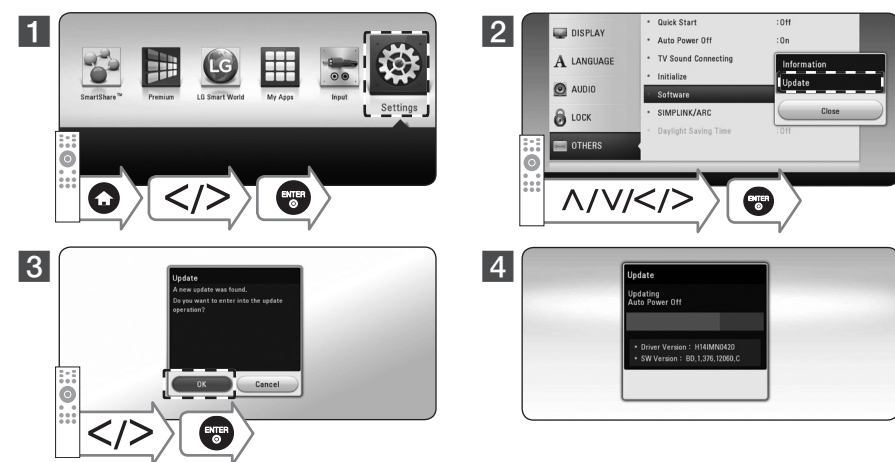 1
LG
SmartShare™
Premium
LG Smart World
My Apps
Input
Settings
</>
ENTER
2
DISPLAY
LANGUAGE
AUDIO
LOCK
OTHERS
• Quick Start :Off
• Auto Power Off :On
• TV Sound Connecting
• Initialize
• Software
• SIMPLINK/ARC
• Daylight Saving Time :Off
Information
Update
Close
∧/∨/</>
ENTER
3
Update
A new update was found.
Do you want to enter into the update
operation?
OK Cancel
</>
ENTER
4
Update
Updating
Auto Power Off
• Driver Version : H14IMN0420
• SW Version : BD.1.376.12060.C